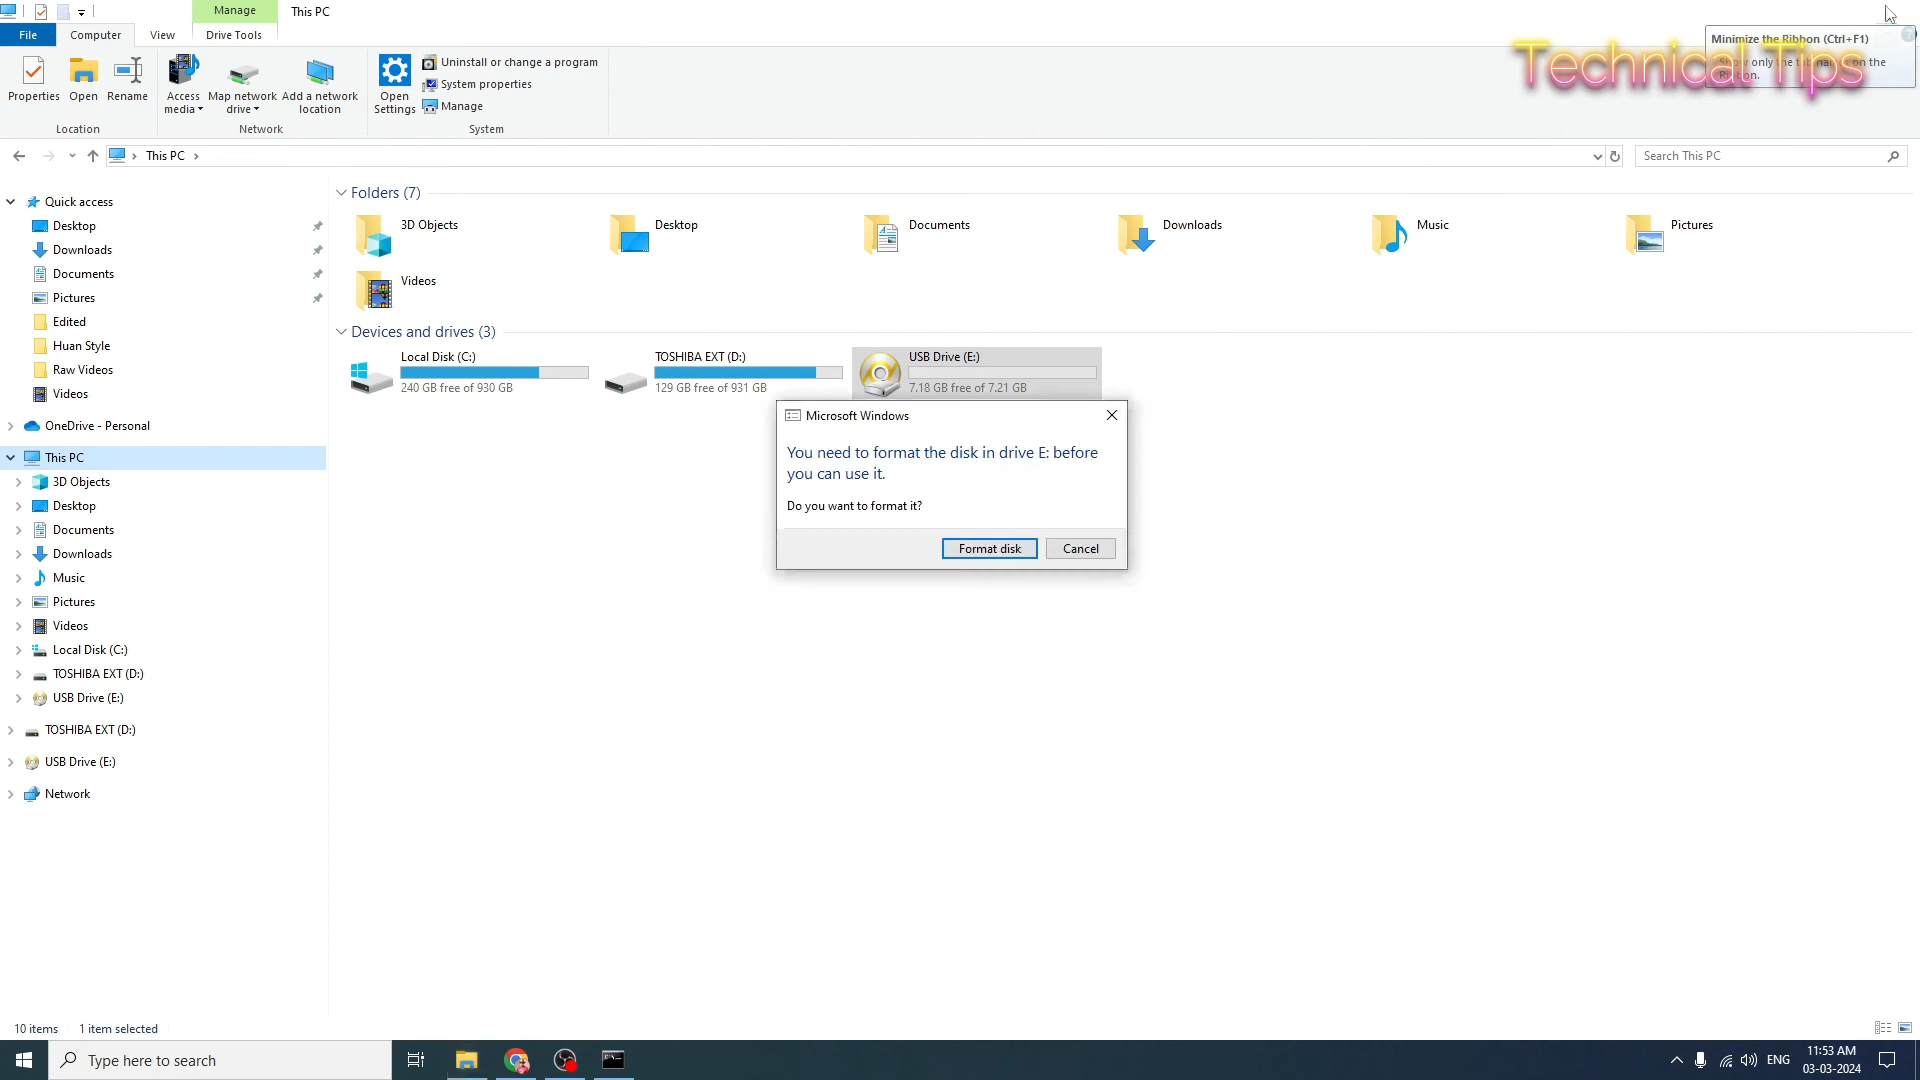 Manage
This PC
File
Computer
View
Drive Tools
Minimize the Ribbon (Ctrl+F1)
Show only the tab names on the
Ribbon.
Technical Tips
Properties
Open
Rename
Access
media
Map network
drive
Add a network
location
Open
Settings
Uninstall or change a program
System properties
Manage
Location
Network
System
This PC
Search This PC
Quick access
Desktop
Downloads
Documents
Pictures
Edited
Huan Style
Raw Videos
Videos
OneDrive - Personal
This PC
3D Objects
Desktop
Documents
Downloads
Music
Pictures
Videos
Local Disk (C:)
TOSHIBA EXT (D:)
USB Drive (E:)
TOSHIBA EXT (D:)
USB Drive (E:)
Network
Folders (7)
3D Objects
Desktop
Documents
Downloads
Music
Pictures
Videos
Devices and drives (3)
Local Disk (C:)
240 GB free of 930 GB
TOSHIBA EXT (D:)
129 GB free of 931 GB
USB Drive (E:)
7.18 GB free of 7.21 GB
Microsoft Windows
You need to format the disk in drive E: before
you can use it.
Do you want to format it?
Format disk
Cancel
10 items
1 item selected
Type here to search
ENG
11:53 AM
03-03-2024